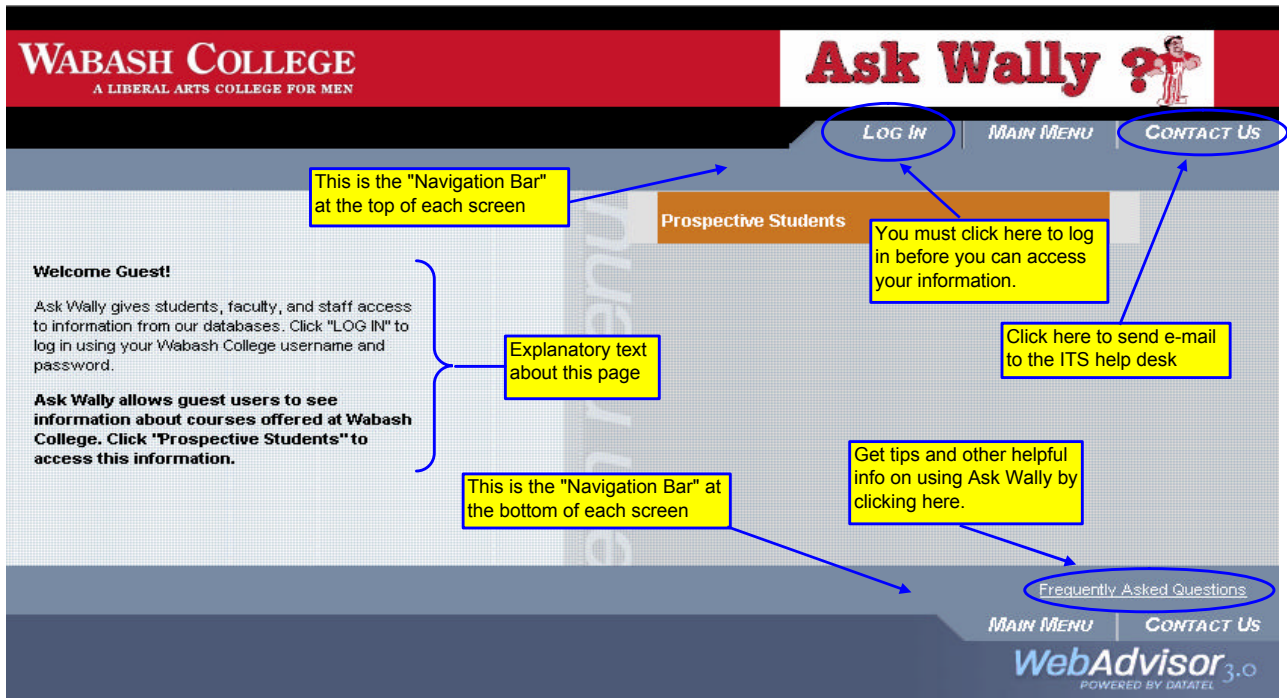 WABASH COLLEGE
A LIBERAL ARTS COLLEGE FOR MEN
Ask Wally ?
LOG IN
MAIN MENU
CONTACT US
This is the "Navigation Bar"
at the top of each screen
Prospective Students
You must click here to log
in before you can access
your information.
Welcome Guest!
Ask Wally gives students, faculty, and staff access
to information from our databases. Click "LOG IN" to
log in using your Wabash College username and
password.
Ask Wally allows guest users to see
information about courses offered at Wabash
College. Click "Prospective Students" to
access this information.
Explanatory text
about this page
Click here to send e-mail
to the ITS help desk
Get tips and other helpful
info on using Ask Wally by
clicking here.
This is the "Navigation Bar" at
the bottom of each screen
Frequently Asked Questions
MAIN MENU
CONTACT US
WebAdvisor 3.0
POWERED BY DATATEL